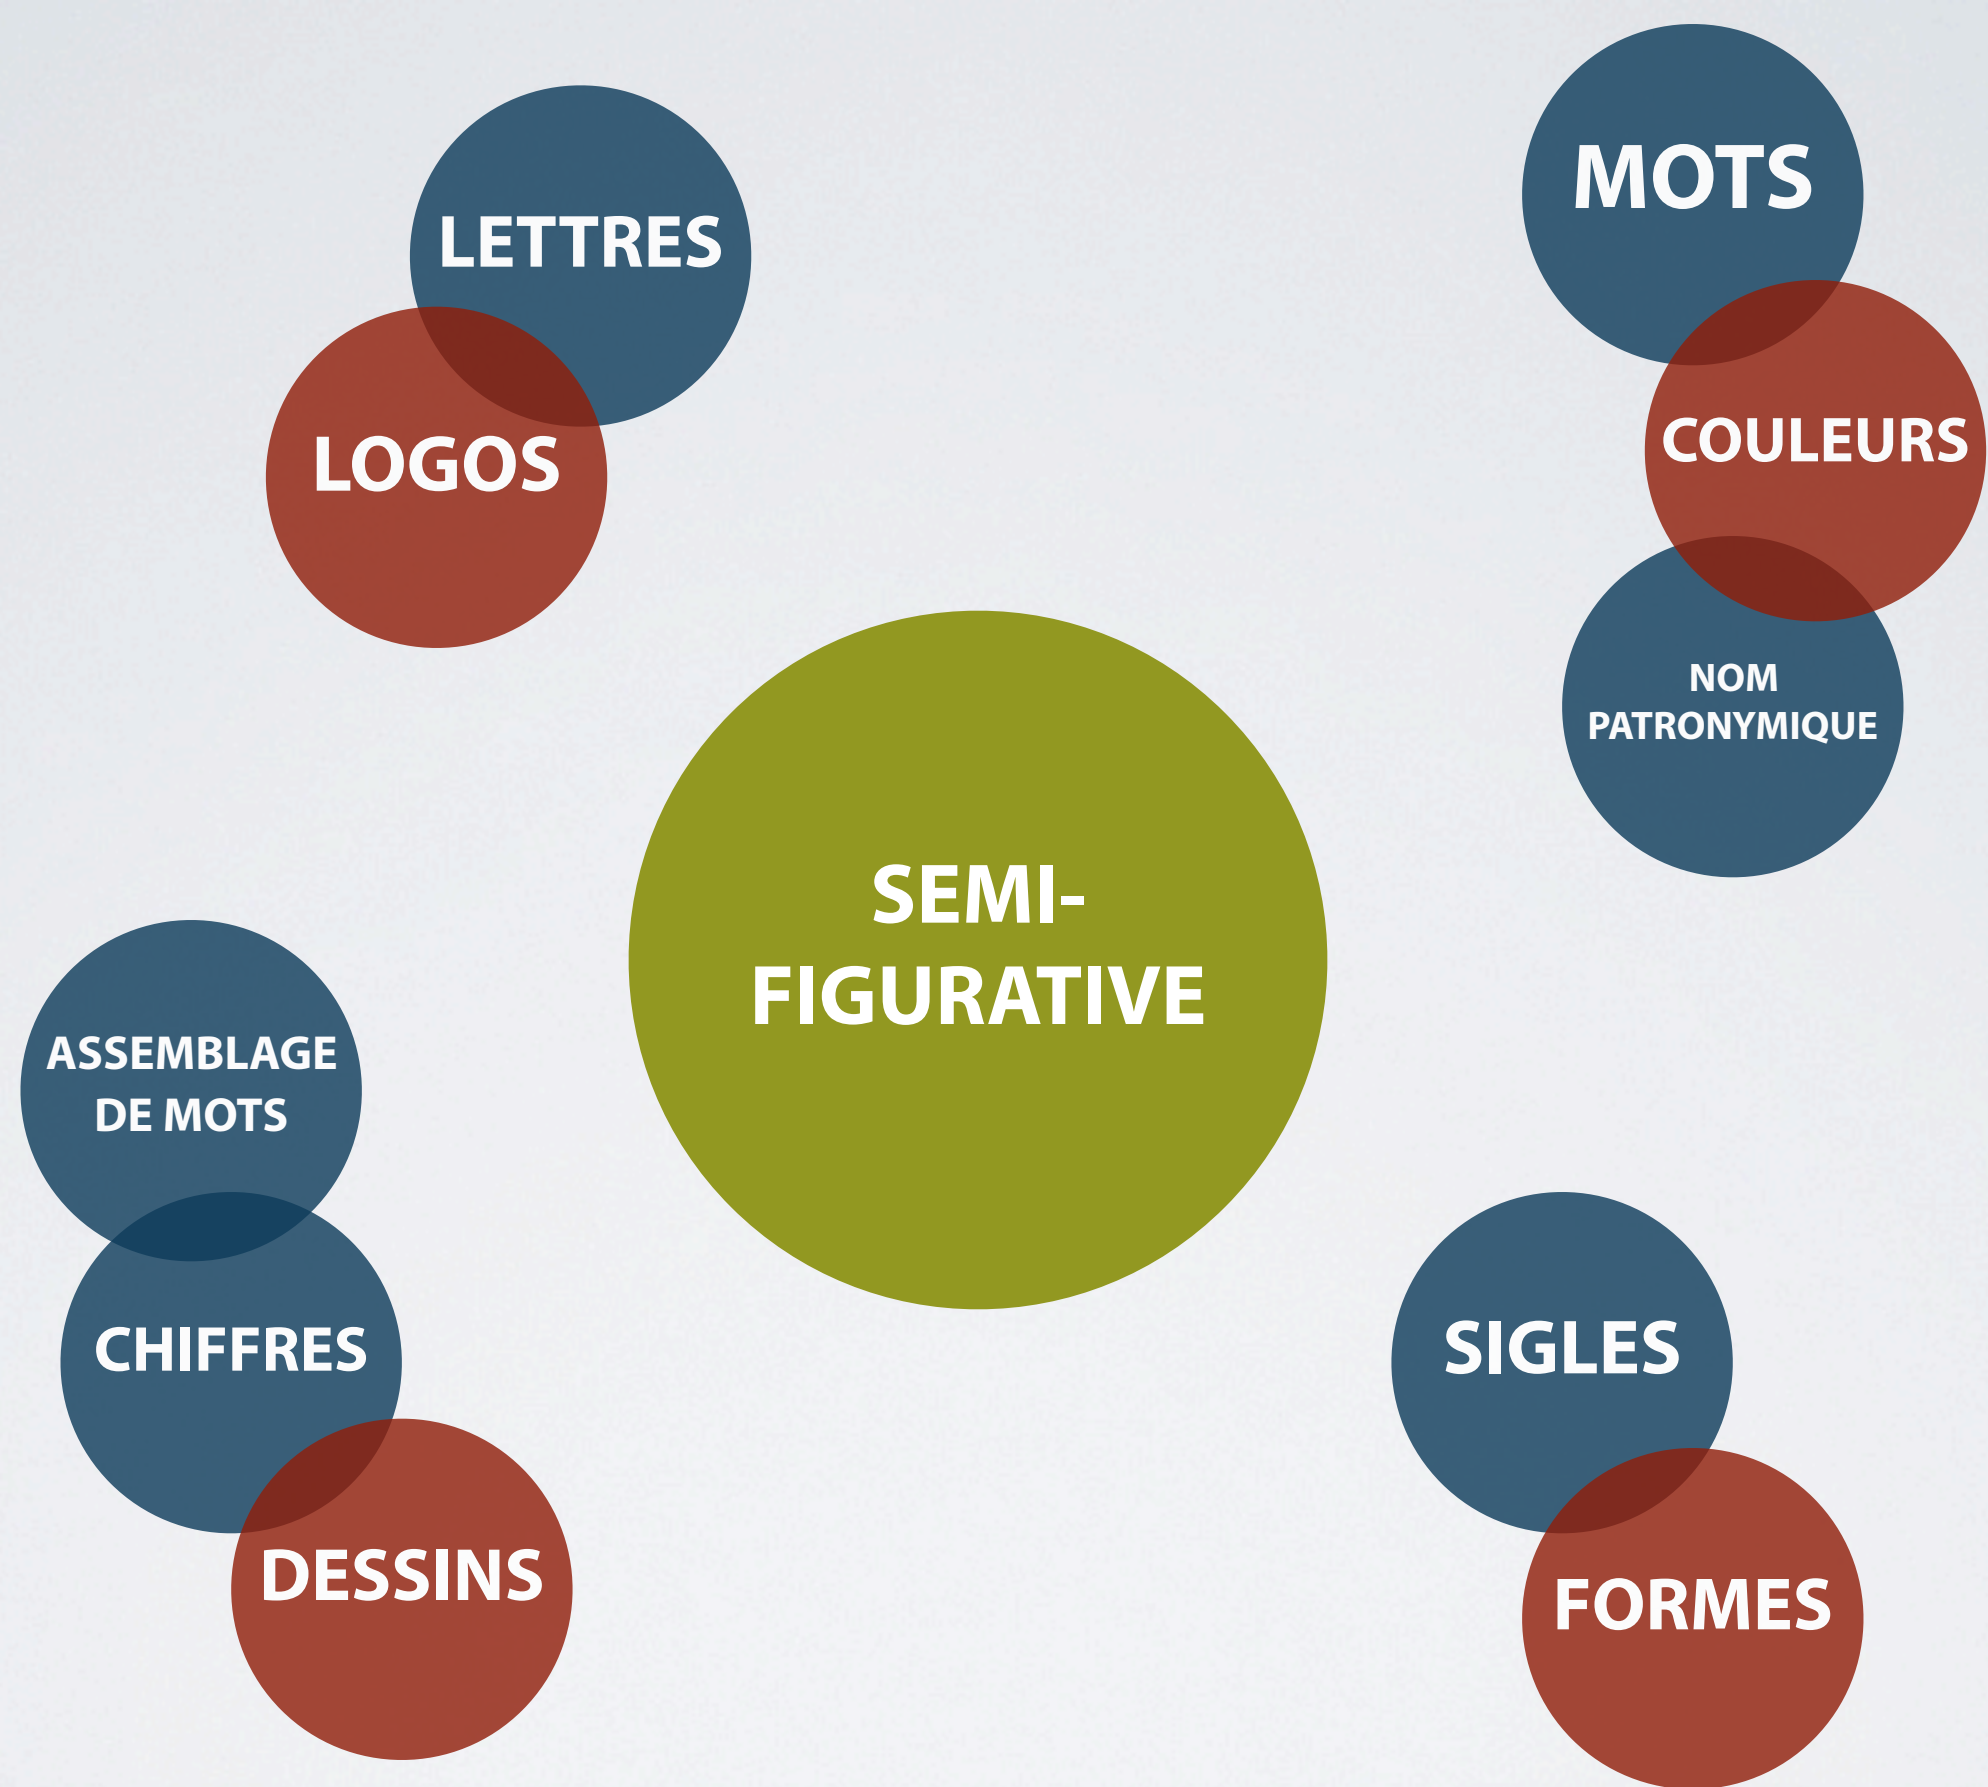 LETTRES
LOGOS
MOTS
COULEURS
NOM
PATRONYMIQUE
SEMI-
FIGURATIVE
ASSEMBLAGE
DE MOTS
CHIFFRES
DESSINS
SIGLES
FORMES